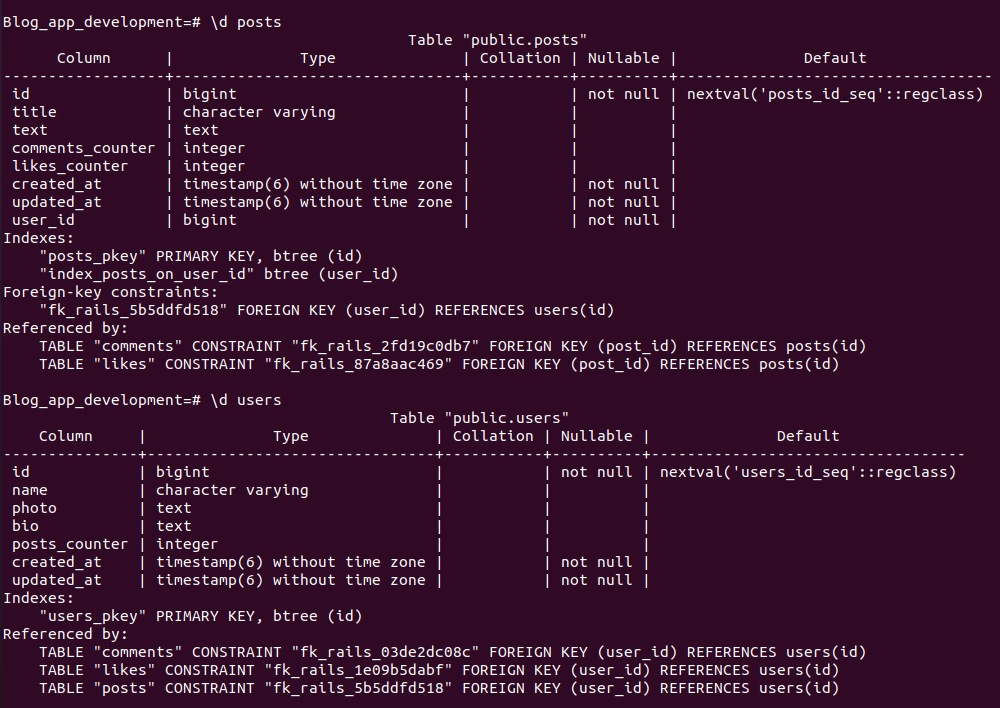 Blog_app_development=# \d posts
                                             Table "public.posts"
      Column      |              Type              | Collation | Nullable |              Default
------------------+--------------------------------+-----------+----------+-----------------------------------
 id               | bigint                         |           | not null | nextval('posts_id_seq'::regclass)
 title            | character varying              |           |          |
 text             | text                           |           |          |
 comments_counter | integer                        |           |          |
 likes_counter    | integer                        |           |          |
 created_at       | timestamp(6) without time zone |           | not null |
 updated_at       | timestamp(6) without time zone |           | not null |
 user_id          | bigint                         |           | not null |
Indexes:
    "posts_pkey" PRIMARY KEY, btree (id)
    "index_posts_on_user_id" btree (user_id)
Foreign-key constraints:
    "fk_rails_5b5ddfd518" FOREIGN KEY (user_id) REFERENCES users(id)
Referenced by:
    TABLE "comments" CONSTRAINT "fk_rails_2fd19c0db7" FOREIGN KEY (post_id) REFERENCES posts(id)
    TABLE "likes" CONSTRAINT "fk_rails_87a8aac469" FOREIGN KEY (post_id) REFERENCES posts(id)

Blog_app_development=# \d users
                                           Table "public.users"
    Column     |              Type              | Collation | Nullable |              Default
---------------+--------------------------------+-----------+----------+-----------------------------------
 id            | bigint                         |           | not null | nextval('users_id_seq'::regclass)
 name          | character varying              |           |          |
 photo         | text                           |           |          |
 bio           | text                           |           |          |
 posts_counter | integer                        |           |          |
 created_at    | timestamp(6) without time zone |           | not null |
 updated_at    | timestamp(6) without time zone |           | not null |
Indexes:
    "users_pkey" PRIMARY KEY, btree (id)
Referenced by:
    TABLE "comments" CONSTRAINT "fk_rails_03de2dc08c" FOREIGN KEY (user_id) REFERENCES users(id)
    TABLE "likes" CONSTRAINT "fk_rails_1e09b5dabf" FOREIGN KEY (user_id) REFERENCES users(id)
    TABLE "posts" CONSTRAINT "fk_rails_5b5ddfd518" FOREIGN KEY (user_id) REFERENCES users(id)